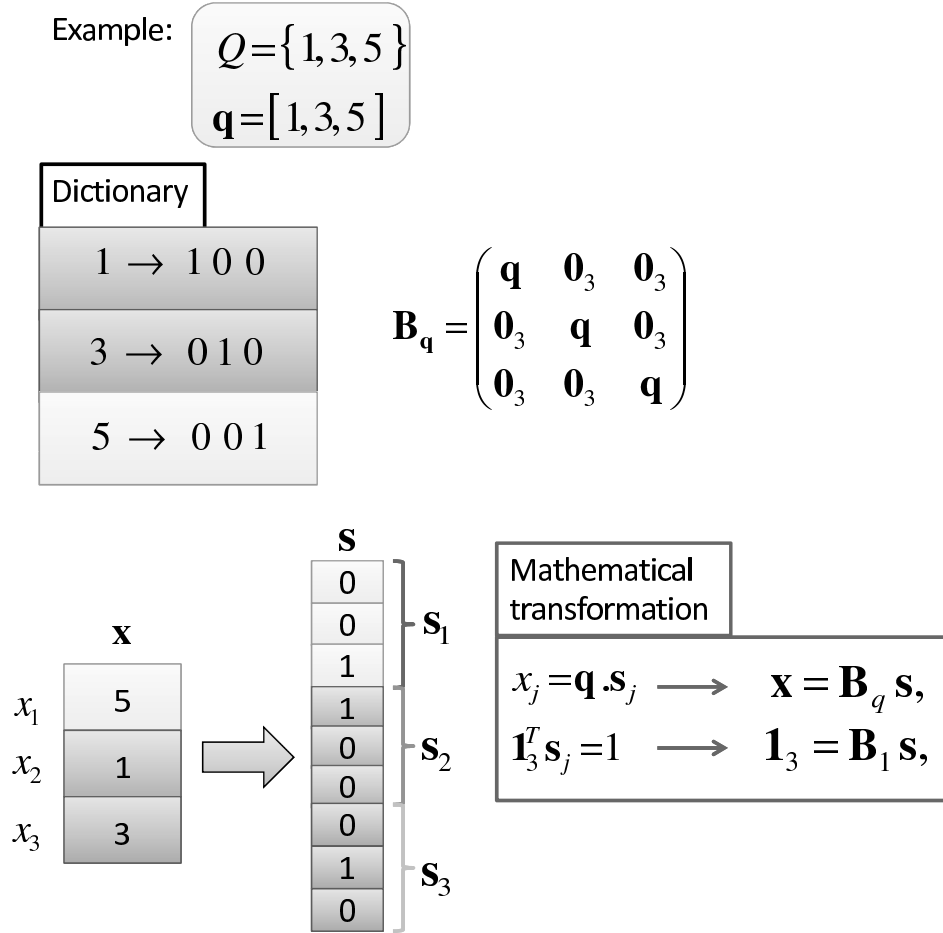 Example:
Q={1,3,5}
q=[1,3,5]
Dictionary
1 → 1 0 0
3 → 0 1 0
5 → 0 0 1
B_q = ( q 0_3 0_3
0_3 q 0_3
0_3 0_3 q )
x
x_1 5
x_2 1
x_3 3
s
0
0
1
s_1
1
0
0
s_2
0
1
0
s_3
Mathematical
transformation
x_j =q.s_j → x = B_q s,
1_3^T s_j =1 → 1_3 = B_1 s,